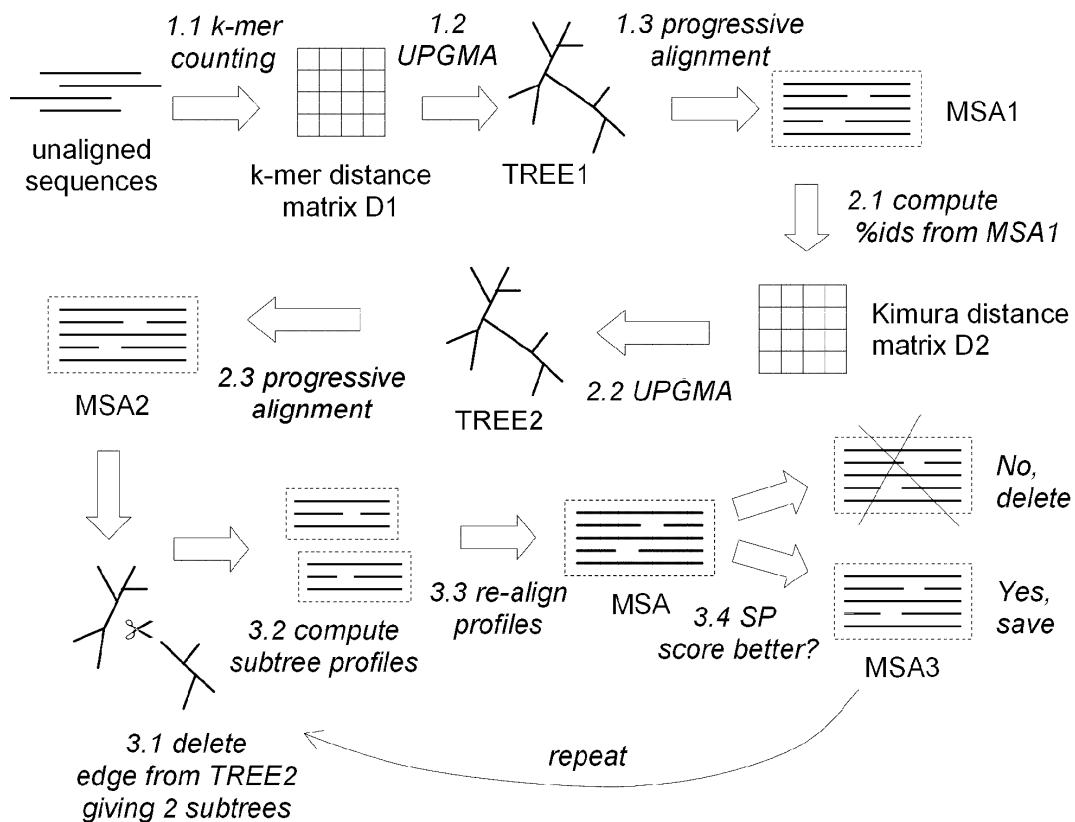 1.1 k-mer
counting
1.2
UPGMA
1.3 progressive
alignment
unaligned
sequences
k-mer distance
matrix D1
TREE1
MSA1
2.1 compute
%ids from MSA1
Kimura distance
matrix D2
2.2 UPGMA
TREE2
2.3 progressive
alignment
MSA2
3.1 delete
edge from TREE2
giving 2 subtrees
3.2 compute
subtree profiles
3.3 re-align
profiles
MSA
3.4 SP
score better?
No,
delete
Yes,
save
MSA3
repeat